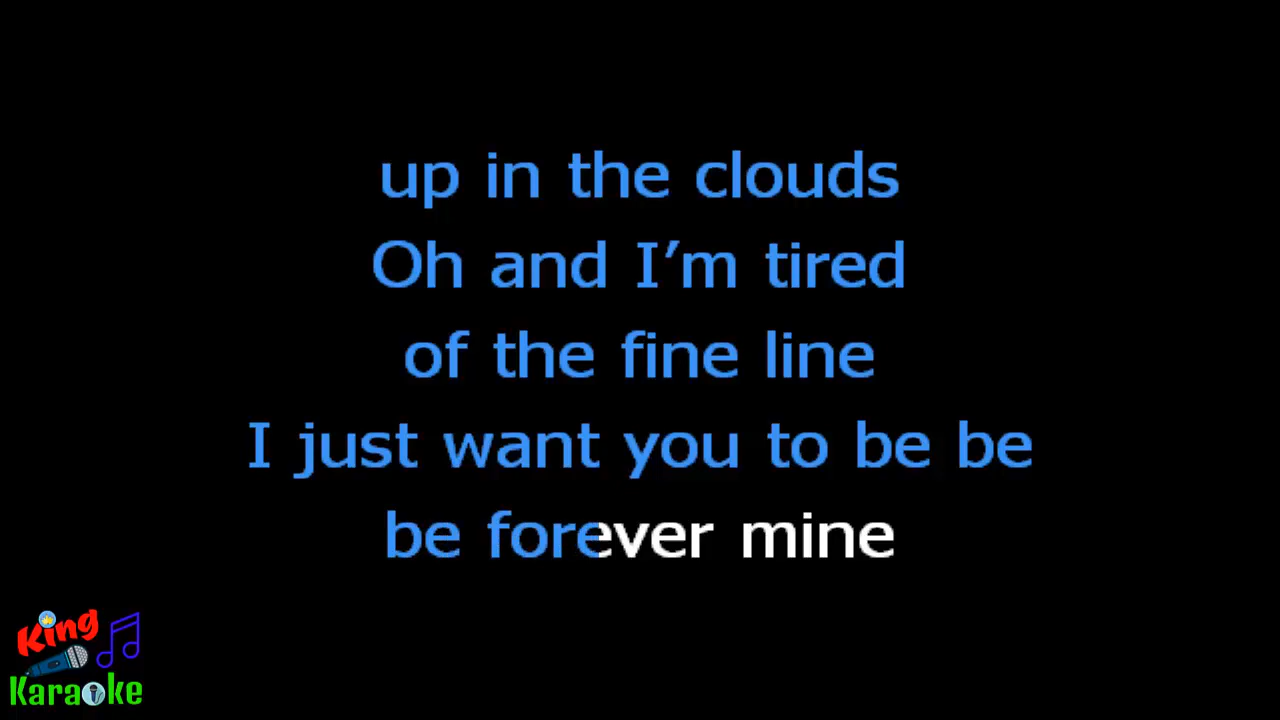 up in the clouds
Oh and I’m tired
of the fine line
I just want you to be be
be forever mine
King
Karaoke